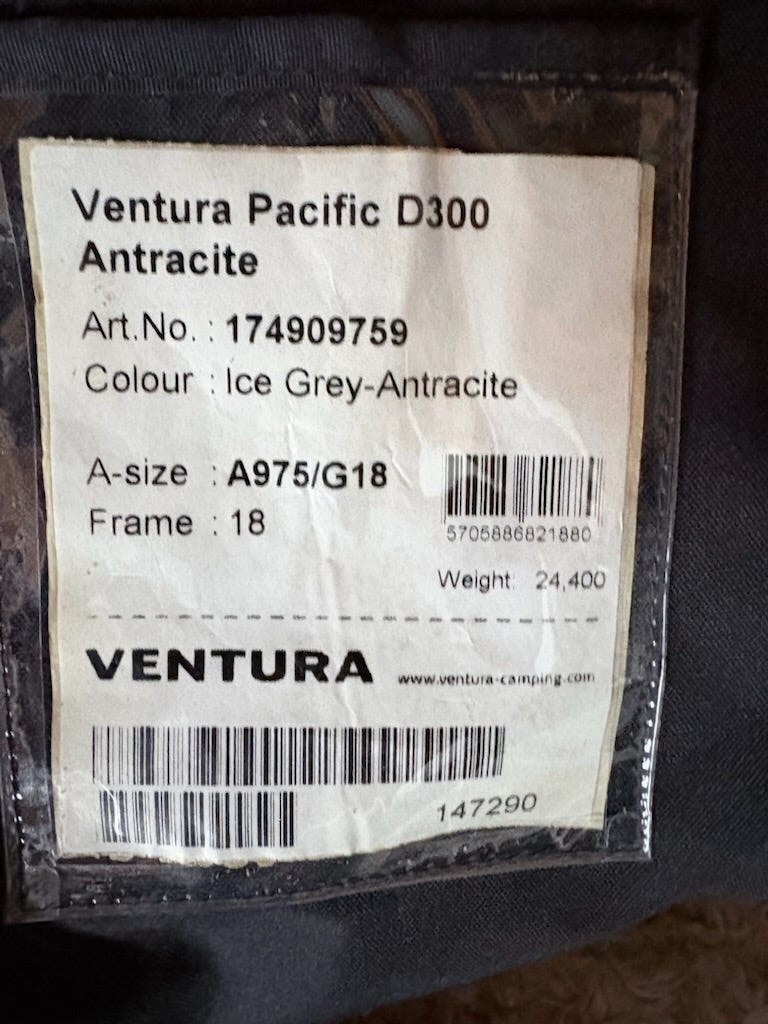 Ventura Pacific D300
Antracite
Art.No. : 174909759
Colour : Ice Grey-Antracite
A-size : A975/G18
Frame : 18
5705886821880
Weight: 24,400
VENTURA www.ventura-camping.com
147290